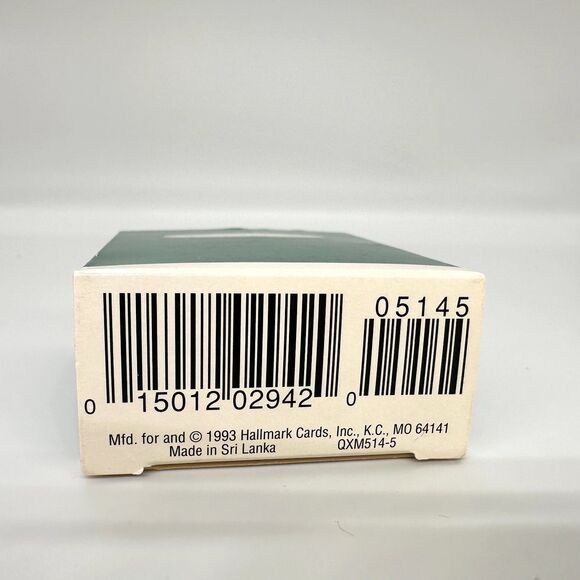 05145
0 15012 02942 0
Mfd. for and © 1993 Hallmark Cards, Inc., K.C., MO 64141
Made in Sri Lanka QXM514-5